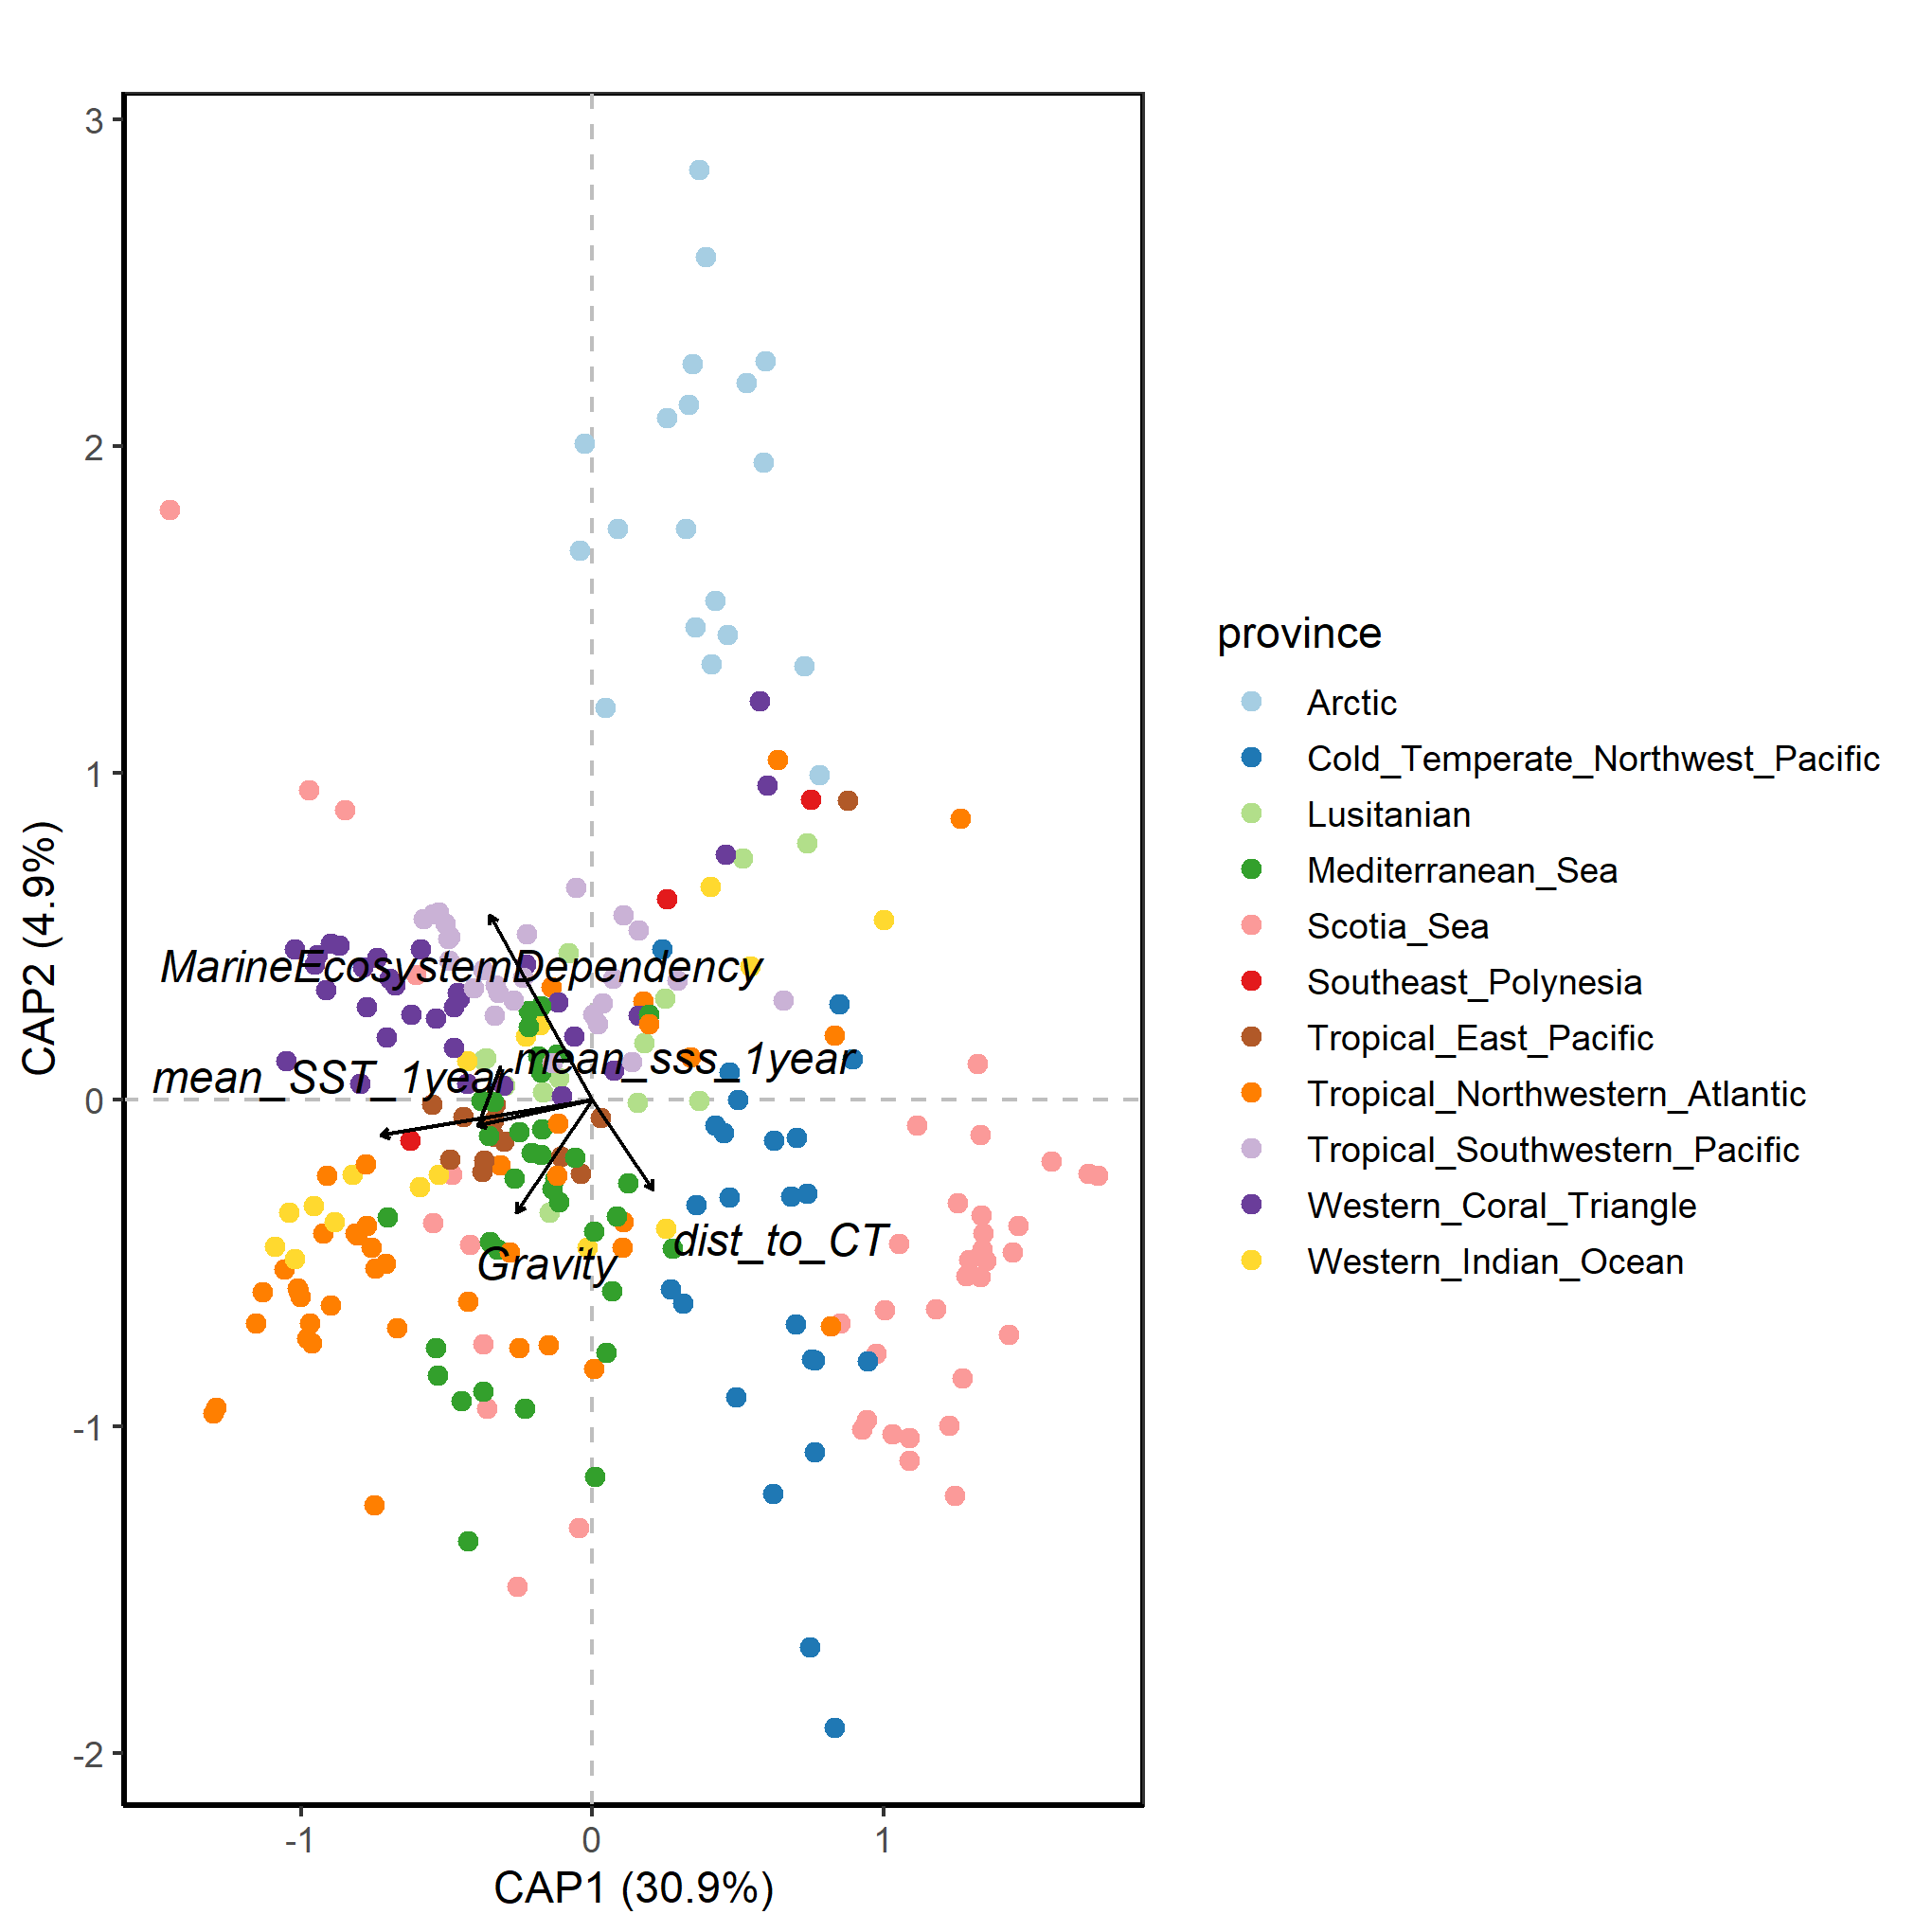 3
2
1
0
-1
-2
CAP2 (4.9%)
MarineEcosystemDependency
mean_sss_1year
mean_SST_1year
dist_to_CT
Gravity
-1
0
1
CAP1 (30.9%)
province
Arctic
Cold_Temperate_Northwest_Pacific
Lusitanian
Mediterranean_Sea
Scotia_Sea
Southeast_Polynesia
Tropical_East_Pacific
Tropical_Northwestern_Atlantic
Tropical_Southwestern_Pacific
Western_Coral_Triangle
Western_Indian_Ocean